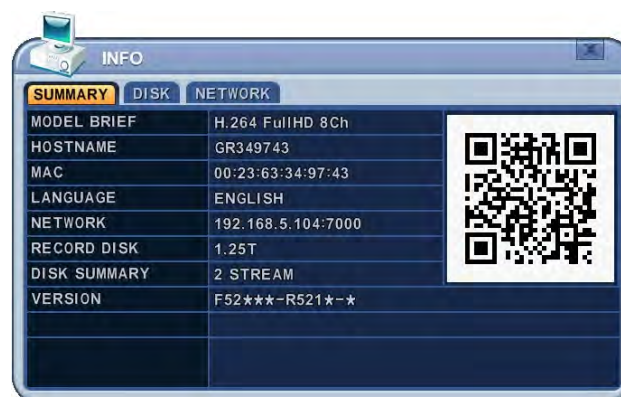 INFO
SUMMARY DISK NETWORK
MODEL BRIEF H.264 FullHD 8Ch
HOSTNAME GR349743
MAC 00:23:63:34:97:43
LANGUAGE ENGLISH
NETWORK 192.168.5.104:7000
RECORD DISK 1.25T
DISK SUMMARY 2 STREAM
VERSION F52***-R521*-*